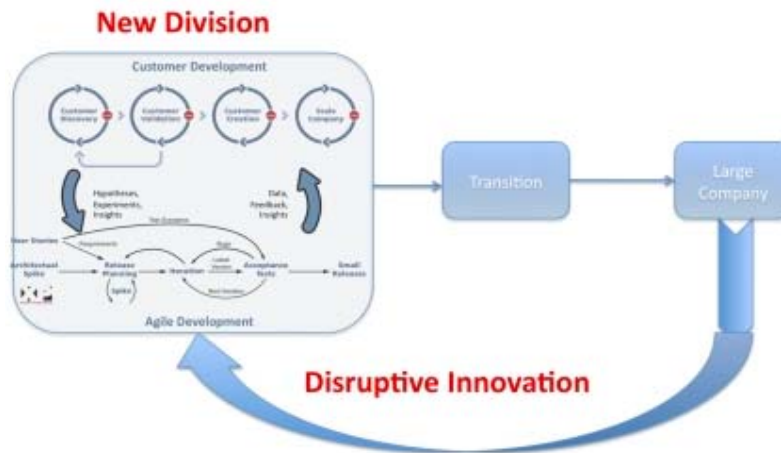 New Division
Customer Development
Customer
Discovery
Customer
Validation
Customer
Creation
Scale
Company
Hypotheses,
Experiments,
Insights
Data,
Feedback,
Insights
Test Scenarios
User Stories
Requirements
Bugs
Architectural
Spike
Release
Planning
Iteration
Latest
Version
Acceptance
Tests
Small
Release
Spike
Next Iteration
Agile Development
Transition
Large
Company
Disruptive Innovation